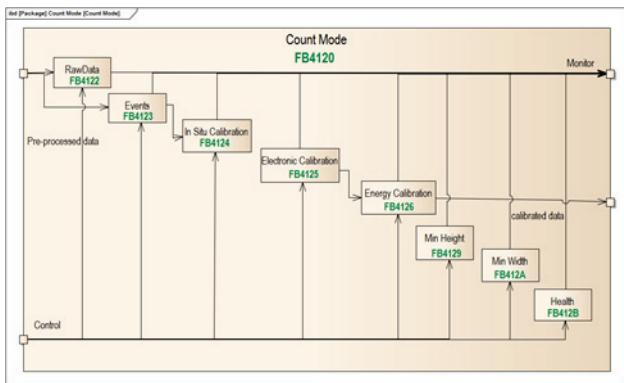 ibd [Package] Count Mode [Count Mode]
Count Mode
FB4120
Monitor
RawData
FB4122
Events
FB4123
In Situ Calibration
FB4124
Pre-processed data
Electronic Calibration
FB4125
Energy Calibration
FB4126
calibrated data
Min Height
FB4129
Min Width
FB412A
Health
FB412B
Control